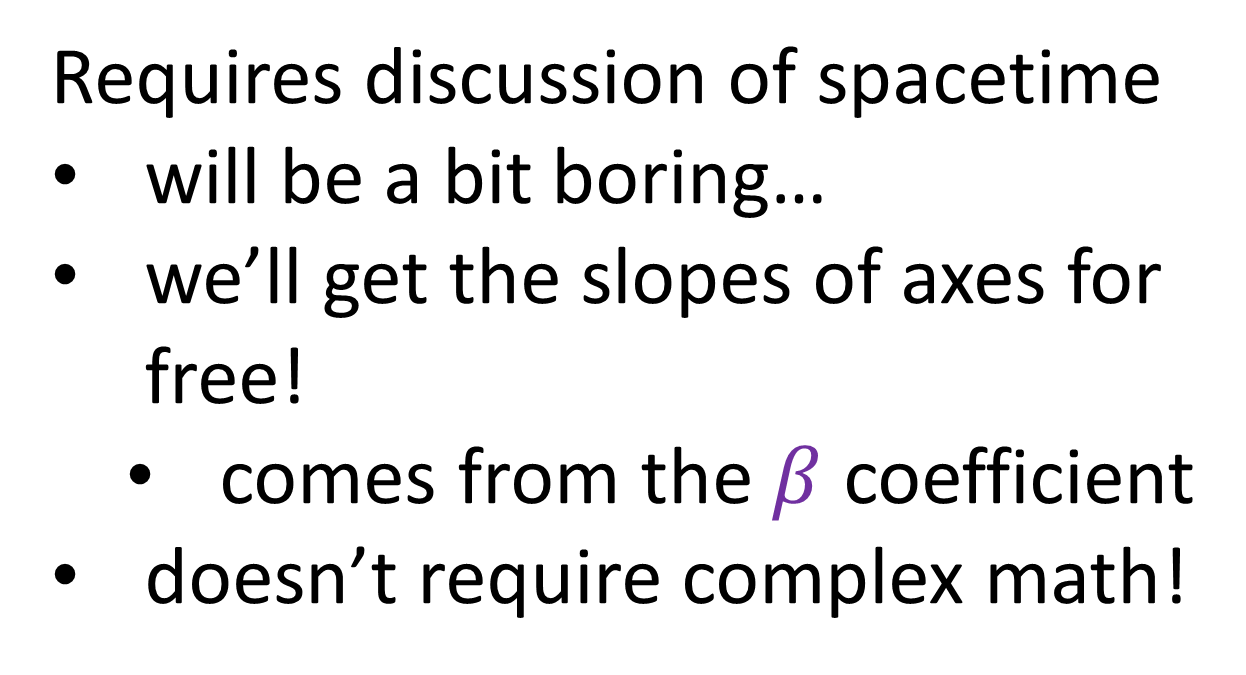 Requires discussion of spacetime
• will be a bit boring…
• we’ll get the slopes of axes for
free!
• comes from the β coefficient
• doesn’t require complex math!